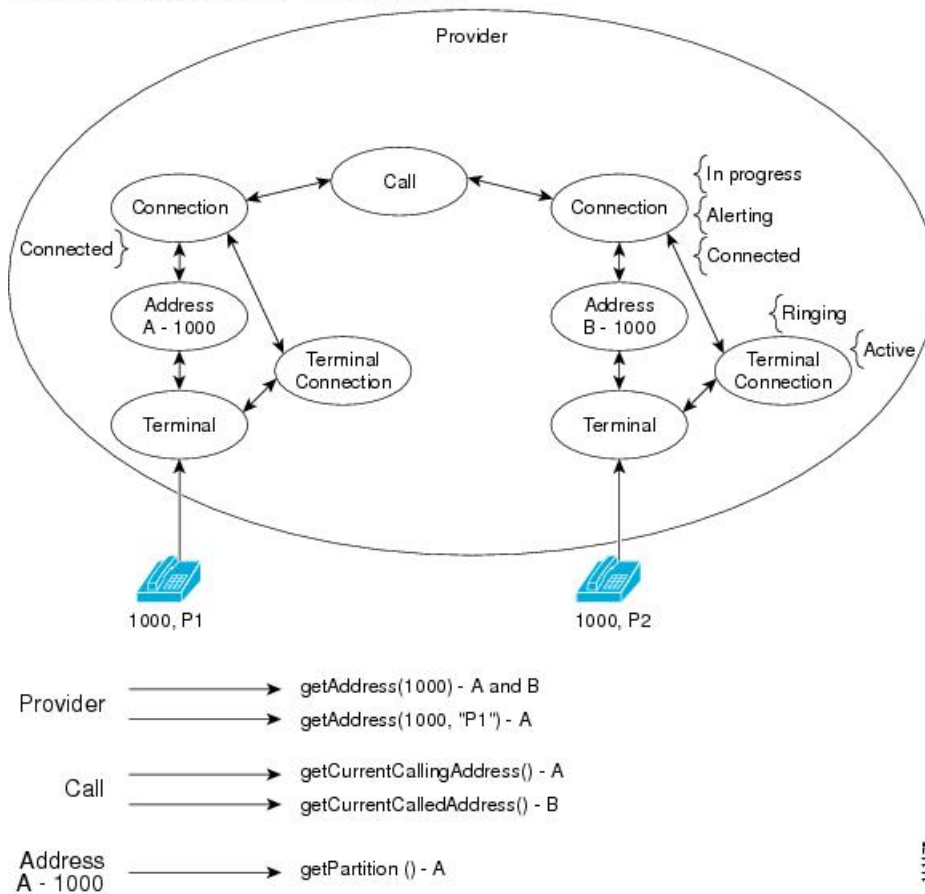 Provider
Call
Connection
Connection
In progress
Alerting
Connected
Connected
Address
A - 1000
Address
B - 1000
Ringing
Active
Terminal
Connection
Terminal
Connection
Terminal
Terminal
1000, P1
1000, P2
Provider
getAddress(1000) - A and B
getAddress(1000, "P1") - A
Call
getCurrentCallingAddress() - A
getCurrentCalledAddress() - B
Address
A - 1000
getPartition () - A